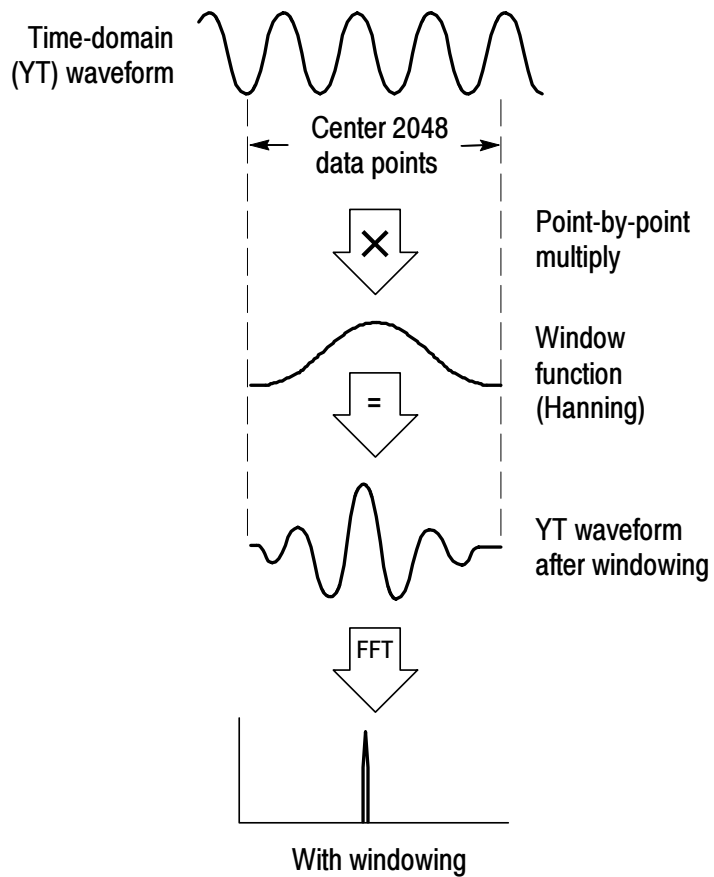 Time-domain
(YT) waveform
Center 2048
data points
×
Point-by-point
multiply
Window
function
(Hanning)
=
YT waveform
after windowing
FFT
With windowing